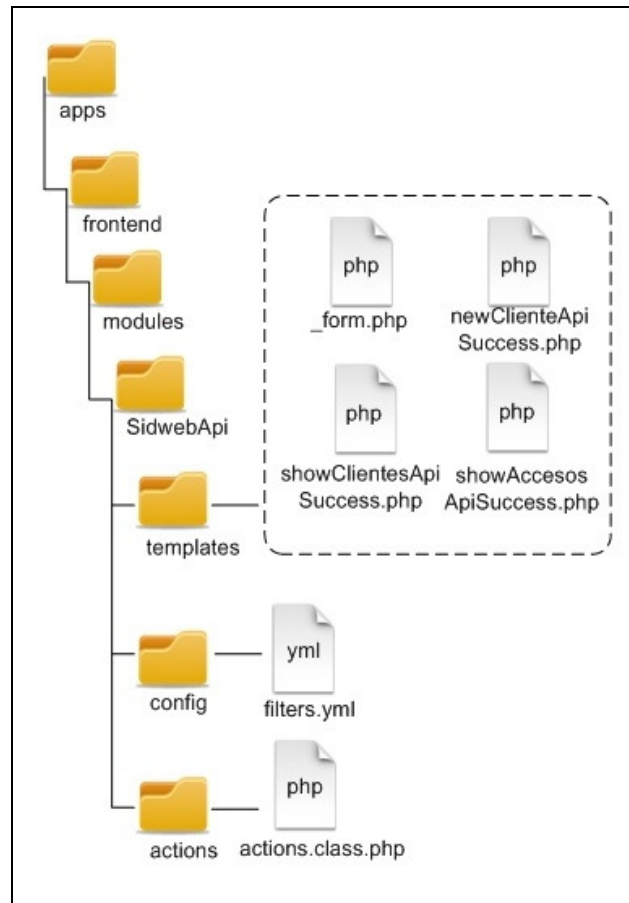 apps
frontend
modules
SidwebApi
templates
php
_form.php
php
newClienteApi
Success.php
php
showClientesApi
Success.php
php
showAccesos
ApiSuccess.php
config
yml
filters.yml
actions
php
actions.class.php